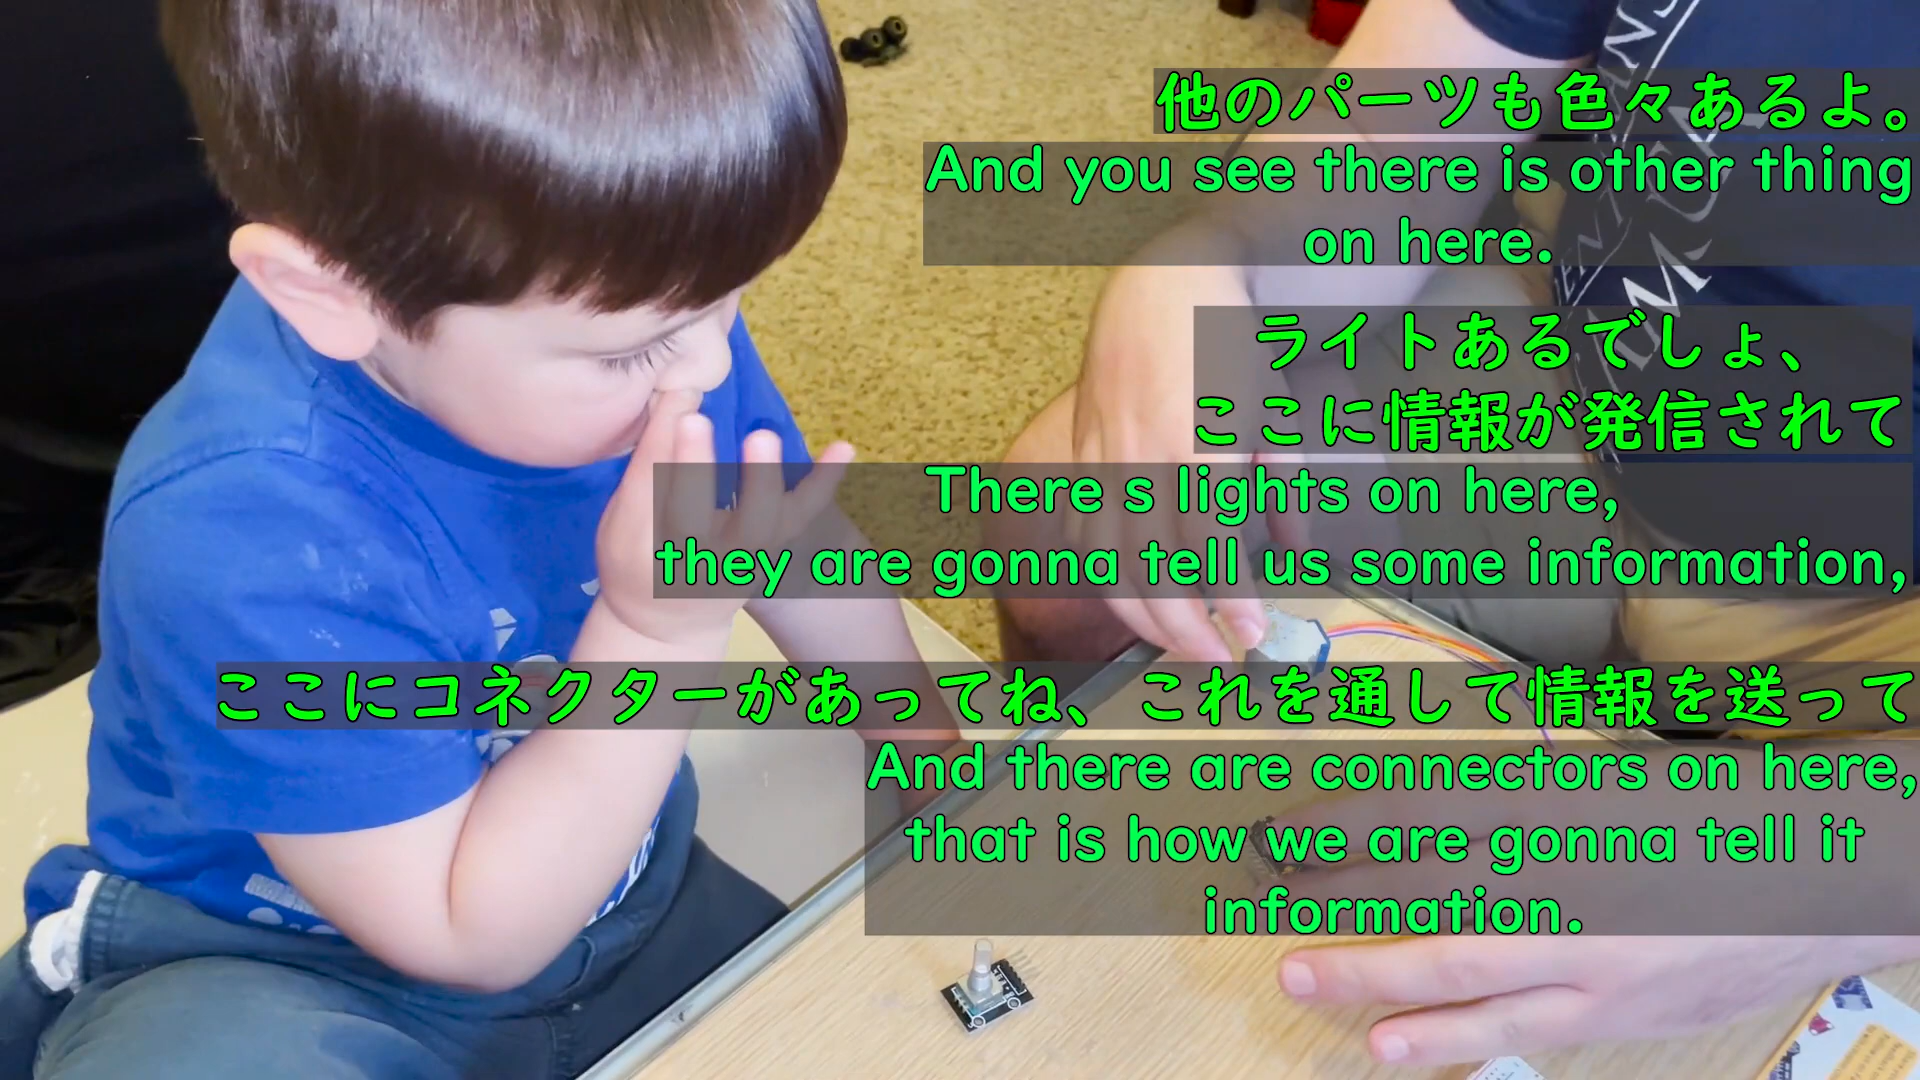 他のパーツも色々あるよ。
And you see there is other thing
on here.
ライトあるでしょ、
ここに情報が発信されて
There s lights on here,
they are gonna tell us some information,
ここにコネクターがあってね、これを通して情報を送って
And there are connectors on here,
that is how we are gonna tell it
information.